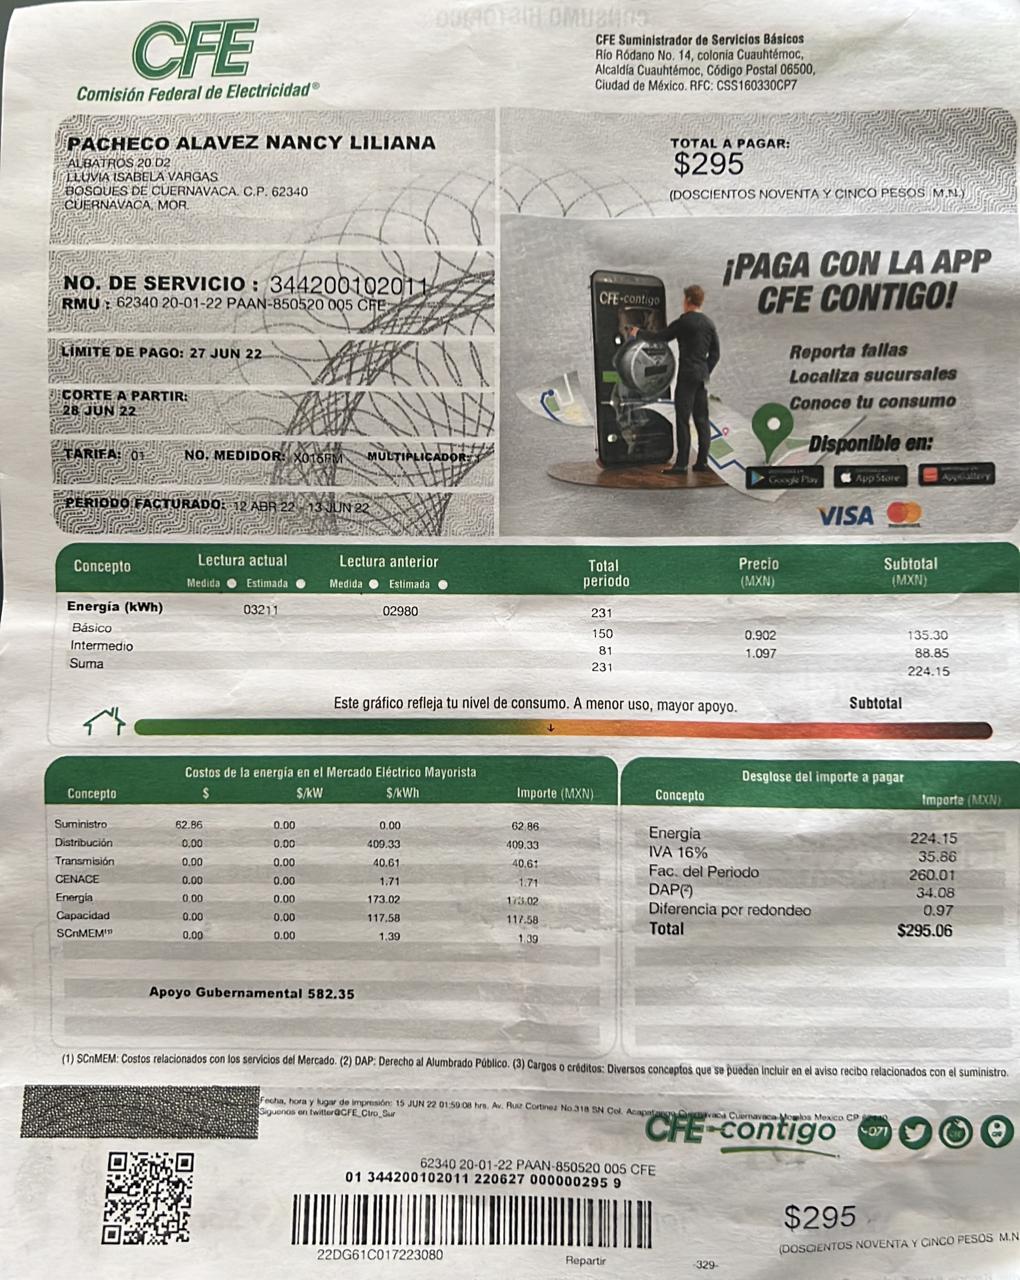 CFE
Comisión Federal de Electricidad®
CFE Suministrador de Servicios Básicos
Río Ródano No. 14, colonia Cuauhtémoc,
Alcaldía Cuauhtémoc, Código Postal 06500,
Ciudad de México. RFC: CSS160330CP7
PACHECO ALAVEZ NANCY LILIANA
ALBATROS 20 D2
LLUVIA ISABELA VARGAS
BOSQUES DE CUERNAVACA. C.P. 62340
CUERNAVACA, MOR.
TOTAL A PAGAR:
$295
(DOSCIENTOS NOVENTA Y CINCO PESOS M.N.)
NO. DE SERVICIO : 344200102011
RMU : 62340 20-01-22 PAAN-850520 005 CFE
LÍMITE DE PAGO: 27 JUN 22
CORTE A PARTIR:
28 JUN 22
TARIFA: 01 NO. MEDIDOR: MULTIPLICADOR: 1
PERIODO FACTURADO: 12 ABR 22 - 13 JUN 22
CFE-contigo
¡PAGA CON LA APP
CFE CONTIGO!
Reporta fallas
Localiza sucursales
Conoce tu consumo
Disponible en:
Google Play App Store AppGallery
VISA
Concepto Lectura actual Lectura anterior Total periodo Precio (MXN) Subtotal (MXN)
Medida Estimada Medida Estimada
Energía (kWh) 03211 02980 231
Básico 150 0.902 135.30
Intermedio 81 1.097 88.85
Suma 231 224.15
Este gráfico refleja tu nivel de consumo. A menor uso, mayor apoyo. Subtotal
Costos de la energía en el Mercado Eléctrico Mayorista
Concepto $ $/kW $/kWh Importe (MXN)
Suministro 62.86 0.00 0.00 62.86
Distribución 0.00 0.00 409.33 409.33
Transmisión 0.00 0.00 40.61 40.61
CENACE 0.00 0.00 1.71 1.71
Energía 0.00 0.00 173.02 173.02
Capacidad 0.00 0.00 117.58 117.58
SCnMEM⁽¹⁾ 0.00 0.00 1.39 1.39
Apoyo Gubernamental 582.35
Desglose del importe a pagar
Concepto Importe (MXN)
Energía 224.15
IVA 16% 35.86
Fac. del Periodo 260.01
DAP(²) 34.08
Diferencia por redondeo 0.97
Total $295.06
(1) SCnMEM: Costos relacionados con los servicios del Mercado. (2) DAP: Derecho al Alumbrado Público. (3) Cargos o créditos: Diversos conceptos que se pueden incluir en el aviso recibo relacionados con el suministro.
Fecha, hora y lugar de impresión: 15 JUN 22 01:59:08 hrs. Av. Ruiz Cortinez No.318 SN Col. Acapatzingo Cuernavaca Cuernavaca-Morelos Mexico CP
Siguenos en twitter@CFE_Ctro_Sur
CFE-contigo
071
62340 20-01-22 PAAN-850520 005 CFE
01 344200102011 220627 000000295 9
22DG61C017223080
Repartir
-329-
$295
(DOSCIENTOS NOVENTA Y CINCO PESOS M.N